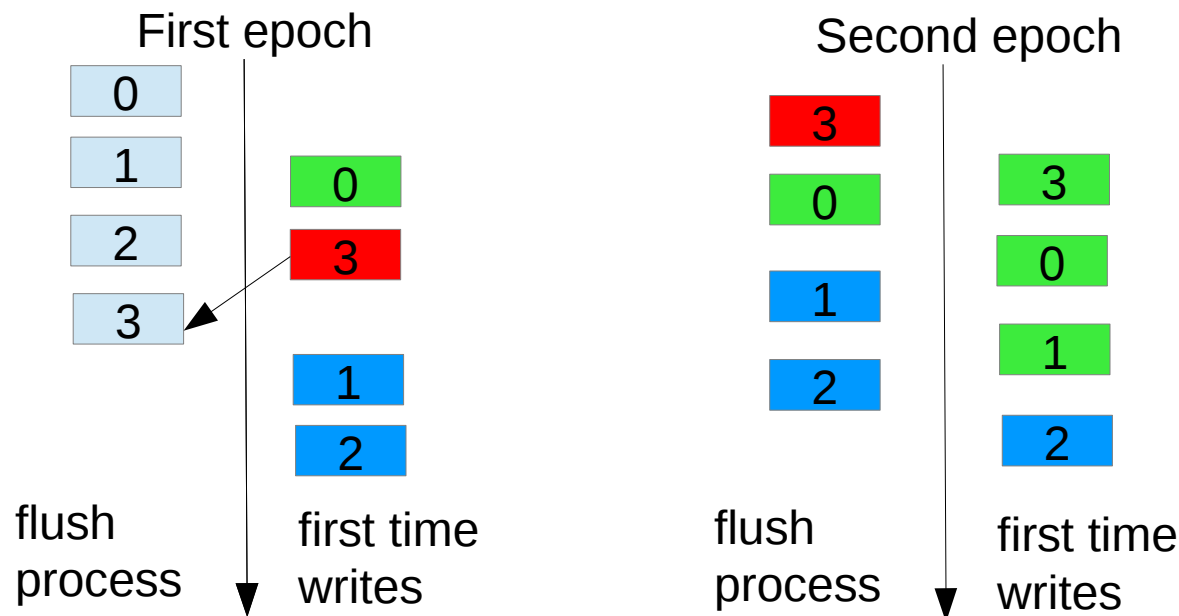 First epoch
0
1
2
3
0
3
1
2
flush
process
first time
writes
Second epoch
3
0
1
2
3
0
1
2
flush
process
first time
writes